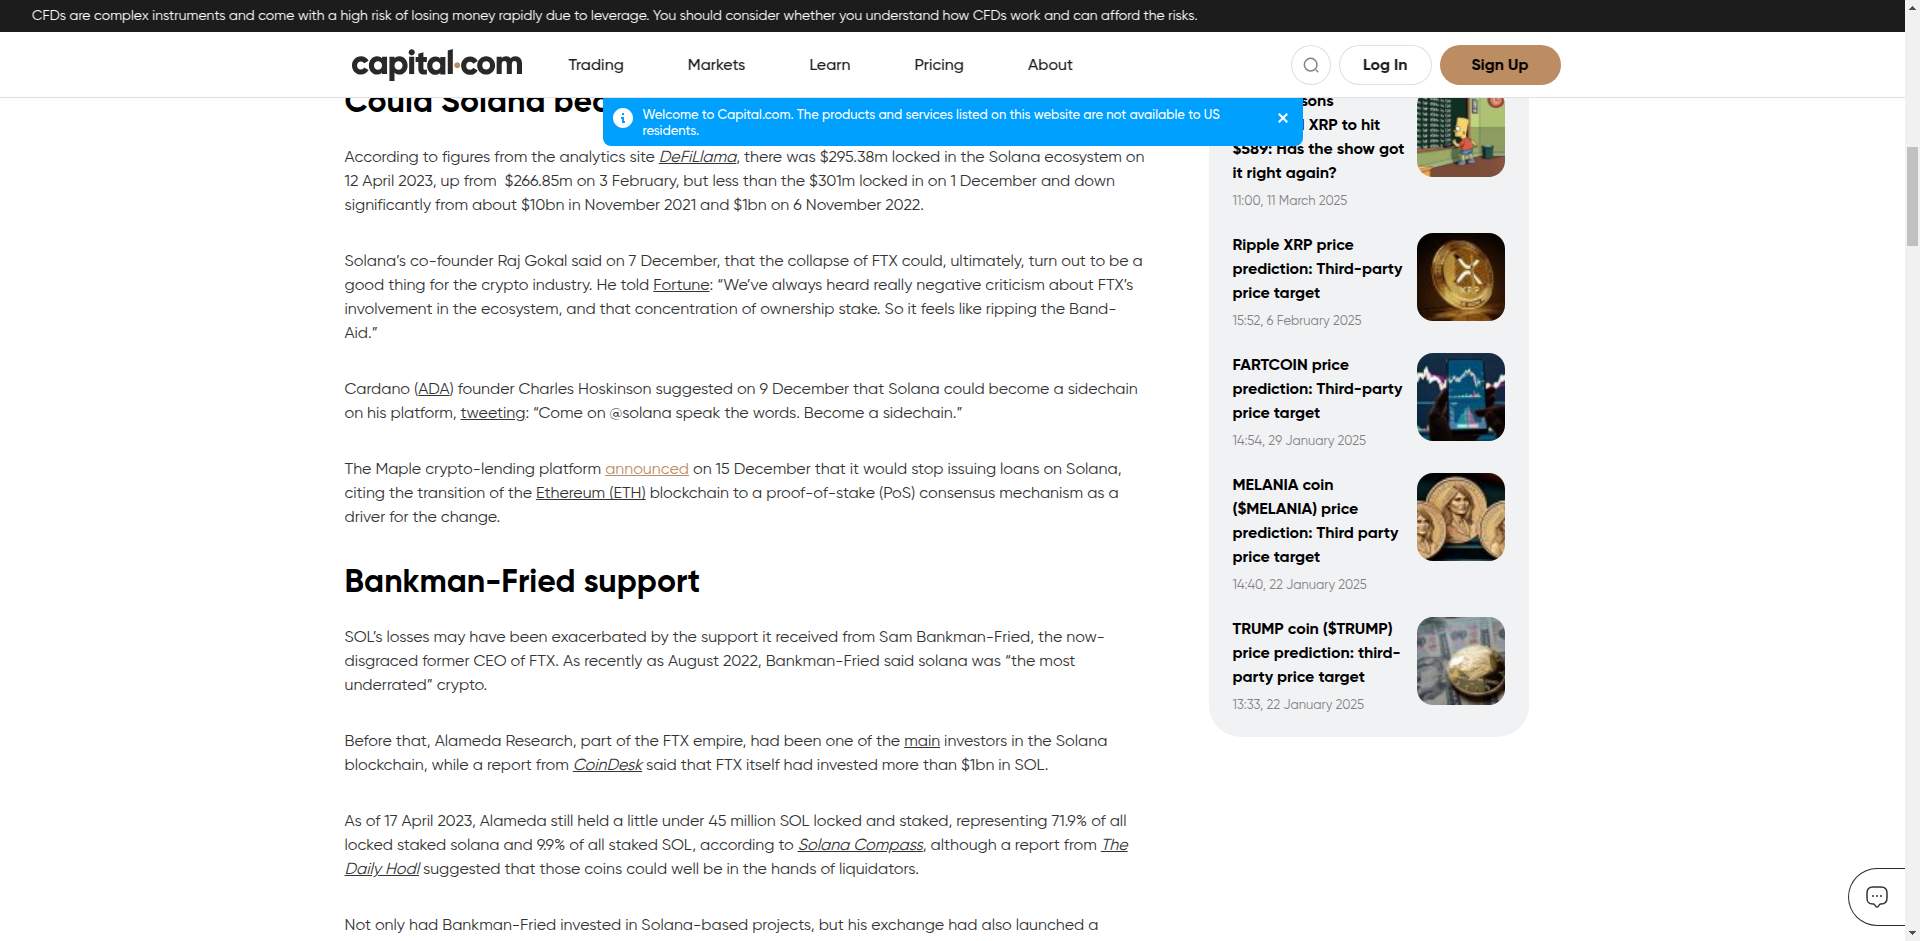 CFDs are complex instruments and come with a high risk of losing money rapidly due to leverage. You should consider whether you understand how CFDs work and can afford the risks.
capital.com
Trading
Markets
Learn
Pricing
About
Log In
Sign Up
Could Solana bec
Welcome to Capital.com. The products and services listed on this website are not available to US
residents.
According to figures from the analytics site DeFiLlama, there was $295.38m locked in the Solana ecosystem on
12 April 2023, up from  $266.85m on 3 February, but less than the $301m locked in on 1 December and down
significantly from about $10bn in November 2021 and $1bn on 6 November 2022.
Solana’s co-founder Raj Gokal said on 7 December, that the collapse of FTX could, ultimately, turn out to be a
good thing for the crypto industry. He told Fortune: “We’ve always heard really negative criticism about FTX’s
involvement in the ecosystem, and that concentration of ownership stake. So it feels like ripping the Band-
Aid.”
Cardano (ADA) founder Charles Hoskinson suggested on 9 December that Solana could become a sidechain
on his platform, tweeting: “Come on @solana speak the words. Become a sidechain.”
The Maple crypto-lending platform announced on 15 December that it would stop issuing loans on Solana,
citing the transition of the Ethereum (ETH) blockchain to a proof-of-stake (PoS) consensus mechanism as a
driver for the change.
Bankman-Fried support
SOL’s losses may have been exacerbated by the support it received from Sam Bankman-Fried, the now-
disgraced former CEO of FTX. As recently as August 2022, Bankman-Fried said solana was “the most
underrated” crypto.
Before that, Alameda Research, part of the FTX empire, had been one of the main investors in the Solana
blockchain, while a report from CoinDesk said that FTX itself had invested more than $1bn in SOL.
As of 17 April 2023, Alameda still held a little under 45 million SOL locked and staked, representing 71.9% of all
locked staked solana and 9.9% of all staked SOL, according to Solana Compass, although a report from The
Daily Hodl suggested that those coins could well be in the hands of liquidators.
Not only had Bankman-Fried invested in Solana-based projects, but his exchange had also launched a
sons
XRP to hit
$589: Has the show got
it right again?
11:00, 11 March 2025
Ripple XRP price
prediction: Third-party
price target
15:52, 6 February 2025
FARTCOIN price
prediction: Third-party
price target
14:54, 29 January 2025
MELANIA coin
($MELANIA) price
prediction: Third party
price target
14:40, 22 January 2025
TRUMP coin ($TRUMP)
price prediction: third-
party price target
13:33, 22 January 2025